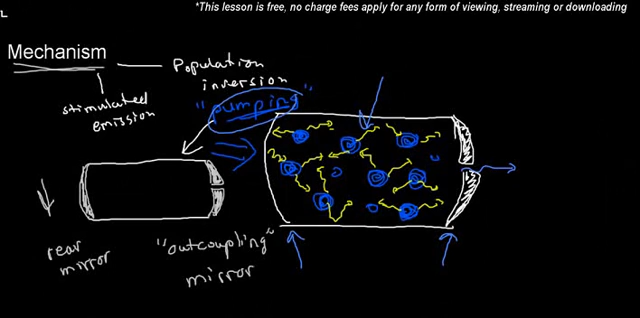 *This lesson is free, no charge fees apply for any form of viewing, streaming or downloading
Mechanism
Population
inversion
stimulated
emission
"pumping"
rear
mirror
"outcoupling"
mirror